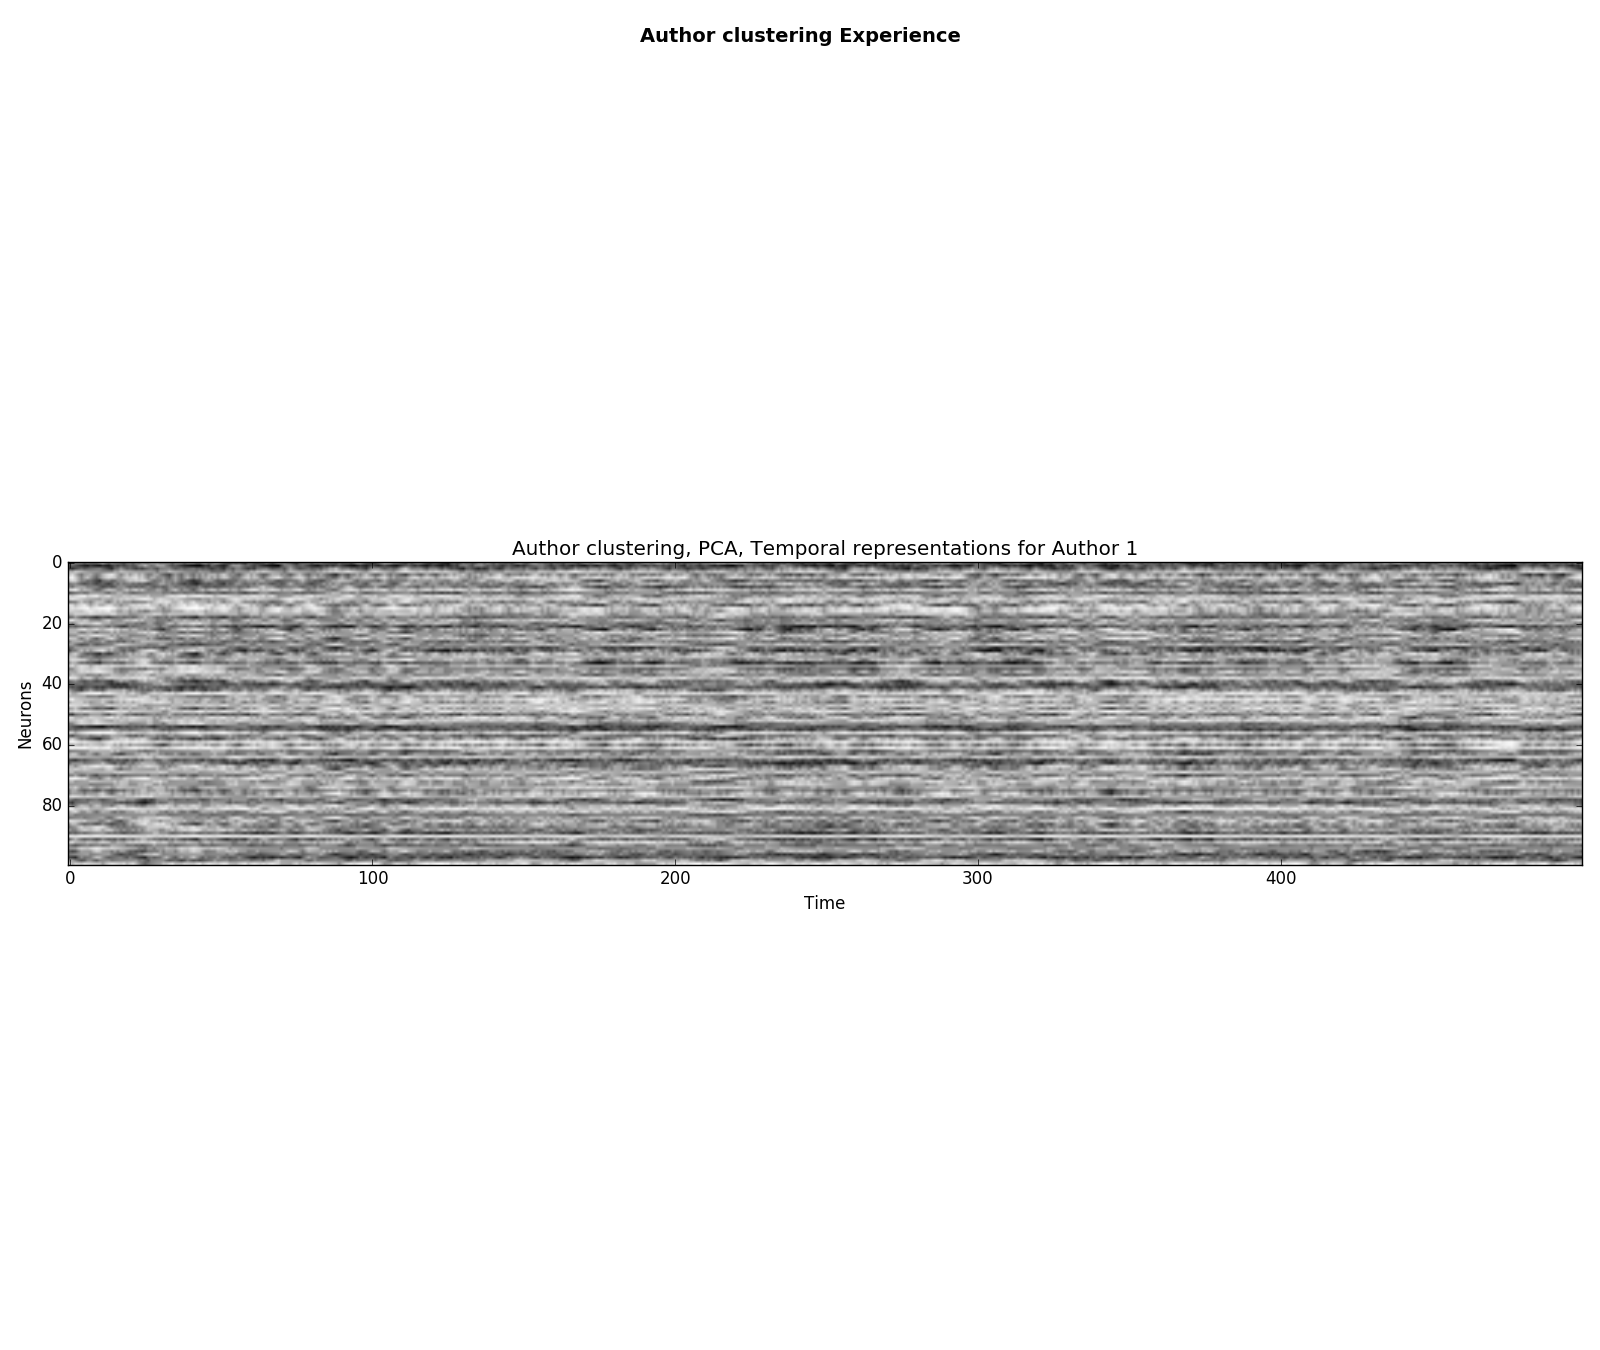 Author clustering Experience
Author clustering, PCA, Temporal representations for Author 1
0
20
40
60
80
Neurons
0 100 200 300 400
Time